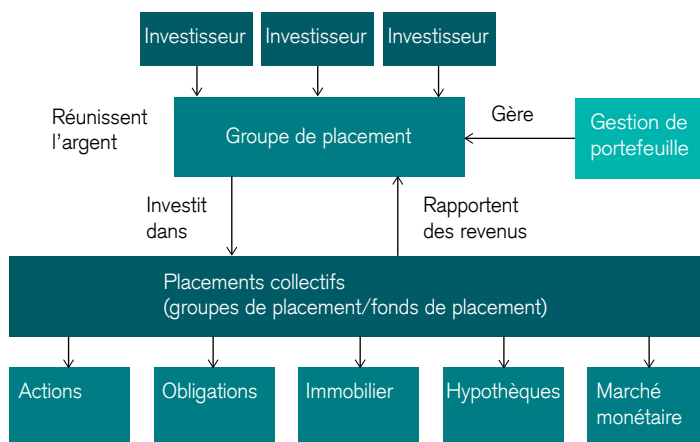 Investisseur
Investisseur
Investisseur
Réunissent
l'argent
Groupe de placement
Gère
Gestion de
portefeuille
Investit
dans
Rapportent
des revenus
Placements collectifs
(groupes de placement/fonds de placement)
Actions
Obligations
Immobilier
Hypothèques
Marché
monétaire